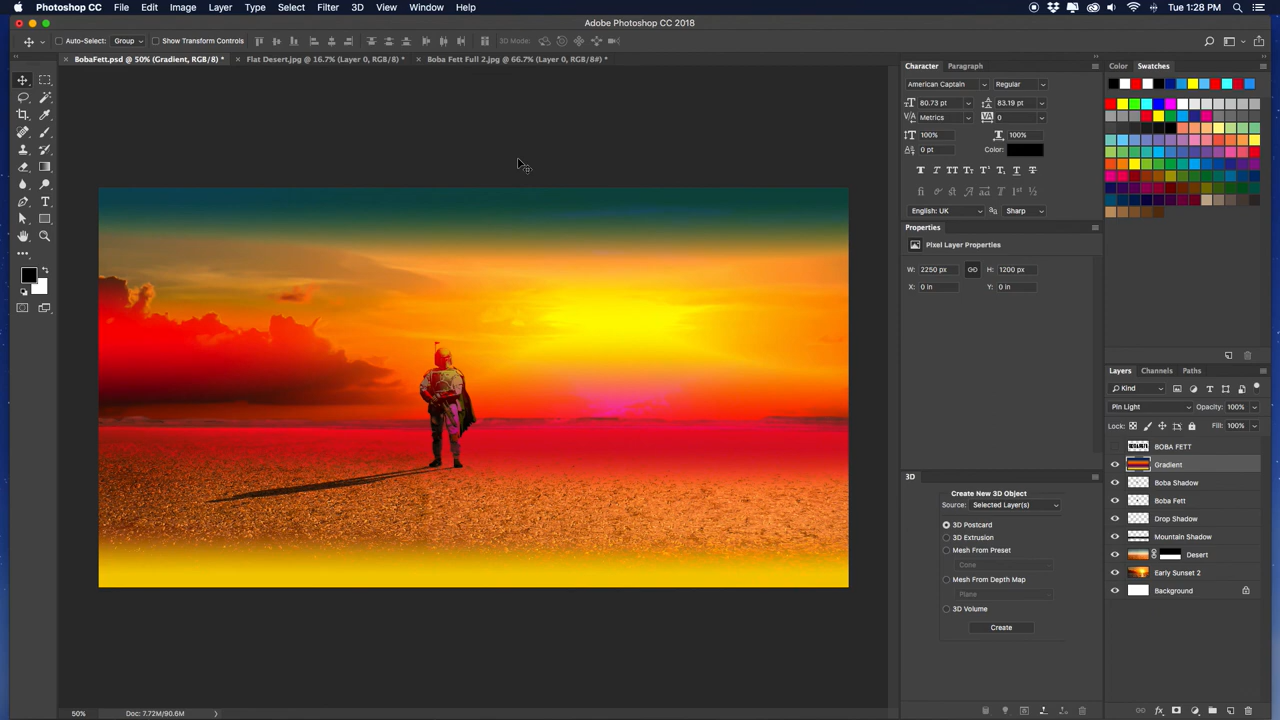 Photoshop CC File Edit Image Layer Type Select Filter 3D View Window Help Tue 1:28 PM
Adobe Photoshop CC 2018
Auto-Select: Group Show Transform Controls 3D Mode:
BobaFett.psd @ 50% (Gradient, RGB/8) * Flat Desert.jpg @ 16.7% (Layer 0, RGB/8) * Boba Fett Full 2.jpg @ 66.7% (Layer 0, RGB/8#) *
Character Paragraph
American Captain Regular
80.73 pt 83.19 pt
Metrics 0
100% 100%
0 pt Color:
English: UK Sharp
Properties
Pixel Layer Properties
W: 2250 px H: 1200 px
X: 0 in Y: 0 in
3D
Create New 3D Object
Source: Selected Layer(s)
3D Postcard
3D Extrusion
Mesh From Preset
Cone
Mesh From Depth Map
Plane
3D Volume
Create
Color Swatches
Layers Channels Paths
Kind
Pin Light Opacity: 100%
Lock: Fill: 100%
BOBA FETT
Gradient
Boba Shadow
Boba Fett
Drop Shadow
Mountain Shadow
Desert
Early Sunset 2
Background
50% Doc: 7.72M/90.6M